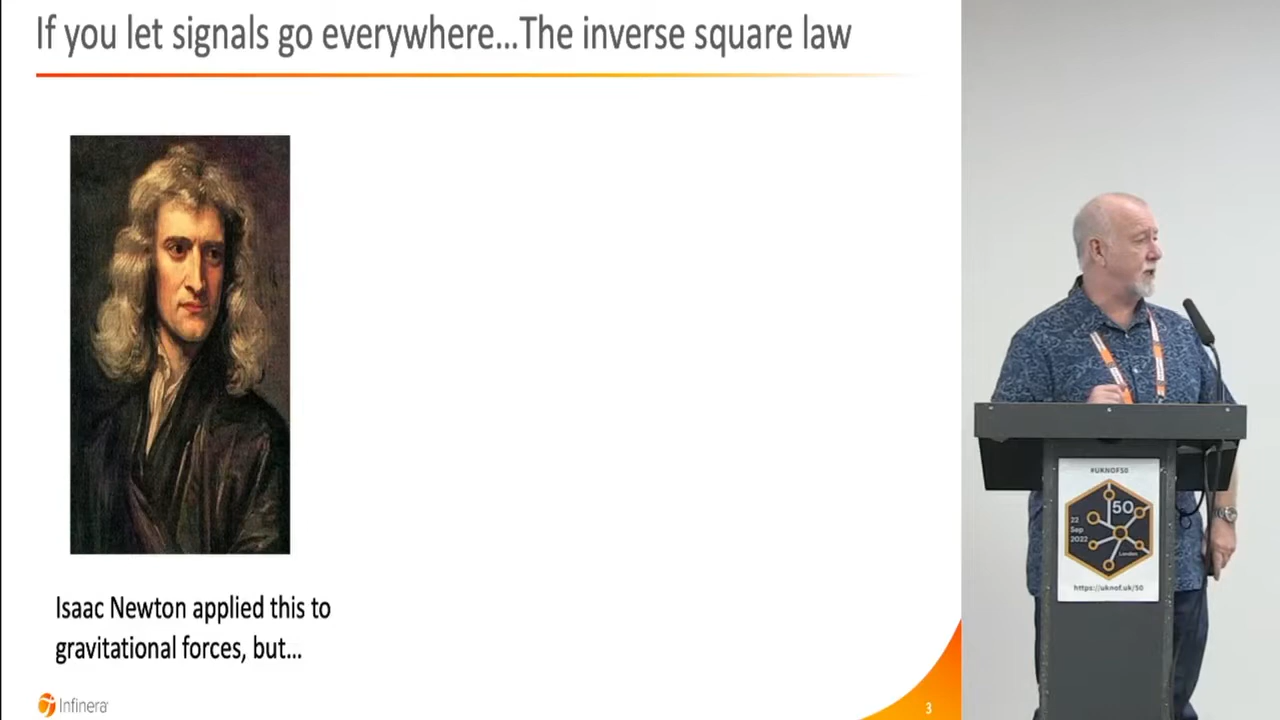 If you let signals go everywhere...The inverse square law
Isaac Newton applied this to
gravitational forces, but...
Infinera
3
#UKNOF50
50
22
Sep
2022
London
https://uknof.uk/50